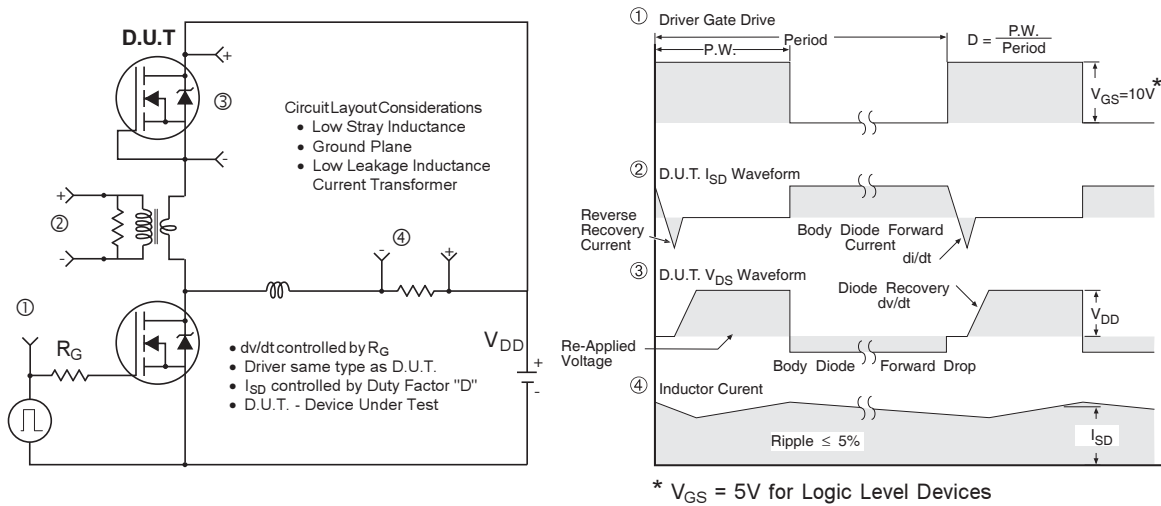 D.U.T
+
③
-
Circuit Layout Considerations
• Low Stray Inductance
• Ground Plane
• Low Leakage Inductance
Current Transformer
+
②
-
④
-
+
①
R_G
V_DD
+
-
• dv/dt controlled by R_G
• Driver same type as D.U.T.
• I_SD controlled by Duty Factor "D"
• D.U.T. - Device Under Test
① Driver Gate Drive
P.W.
Period
D = P.W. / Period
V_GS=10V*
② D.U.T. I_SD Waveform
Reverse
Recovery
Current
Body Diode Forward
Current
di/dt
③ D.U.T. V_DS Waveform
Diode Recovery
dv/dt
V_DD
Re-Applied
Voltage
Body Diode Forward Drop
④ Inductor Curent
Ripple ≤ 5%
I_SD
* V_GS = 5V for Logic Level Devices